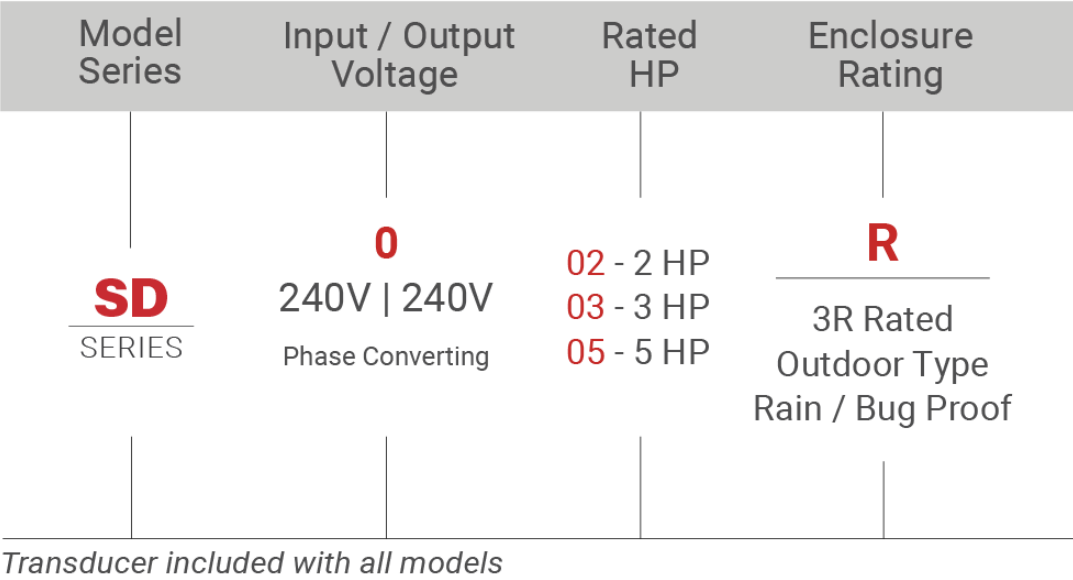 Model
Series
Input / Output
Voltage
Rated
HP
Enclosure
Rating
SD
SERIES
0
240V | 240V
Phase Converting
02 - 2 HP
03 - 3 HP
05 - 5 HP
R
3R Rated
Outdoor Type
Rain / Bug Proof
Transducer included with all models